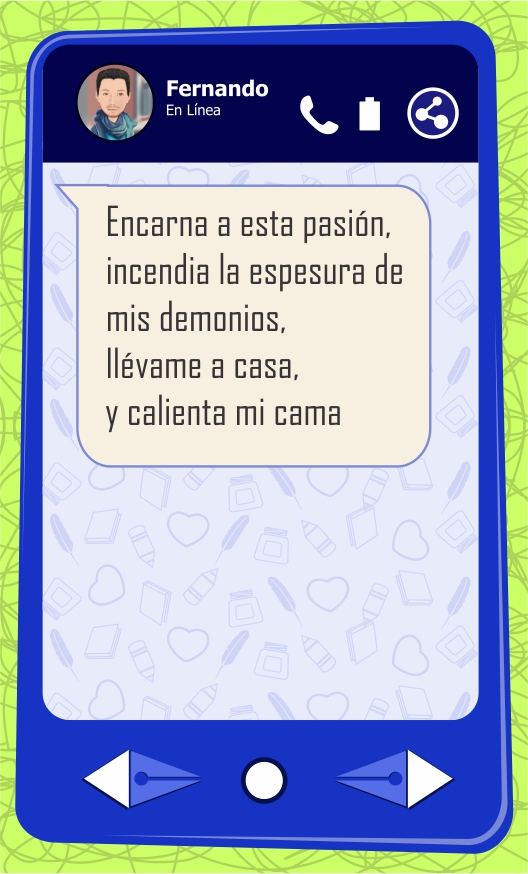 Fernando
En Línea
Encarna a esta pasión,
incendia la espesura de
mis demonios,
llévame a casa,
y calienta mi cama